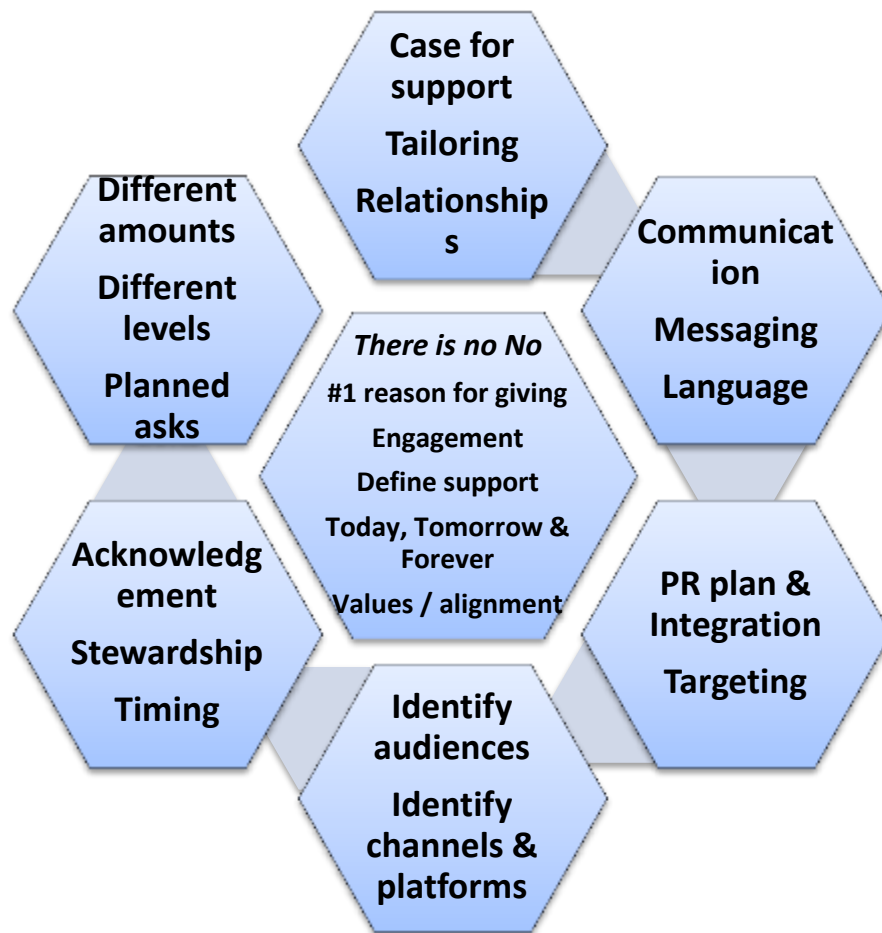 Case for
support
Tailoring
Relationship
s
Communicat
ion
Messaging
Language
PR plan &
Integration
Targeting
Identify
audiences
Identify
channels &
platforms
Acknowledg
ement
Stewardship
Timing
Different
amounts
Different
levels
Planned
asks
There is no No
#1 reason for giving
Engagement
Define support
Today, Tomorrow &
Forever
Values / alignment